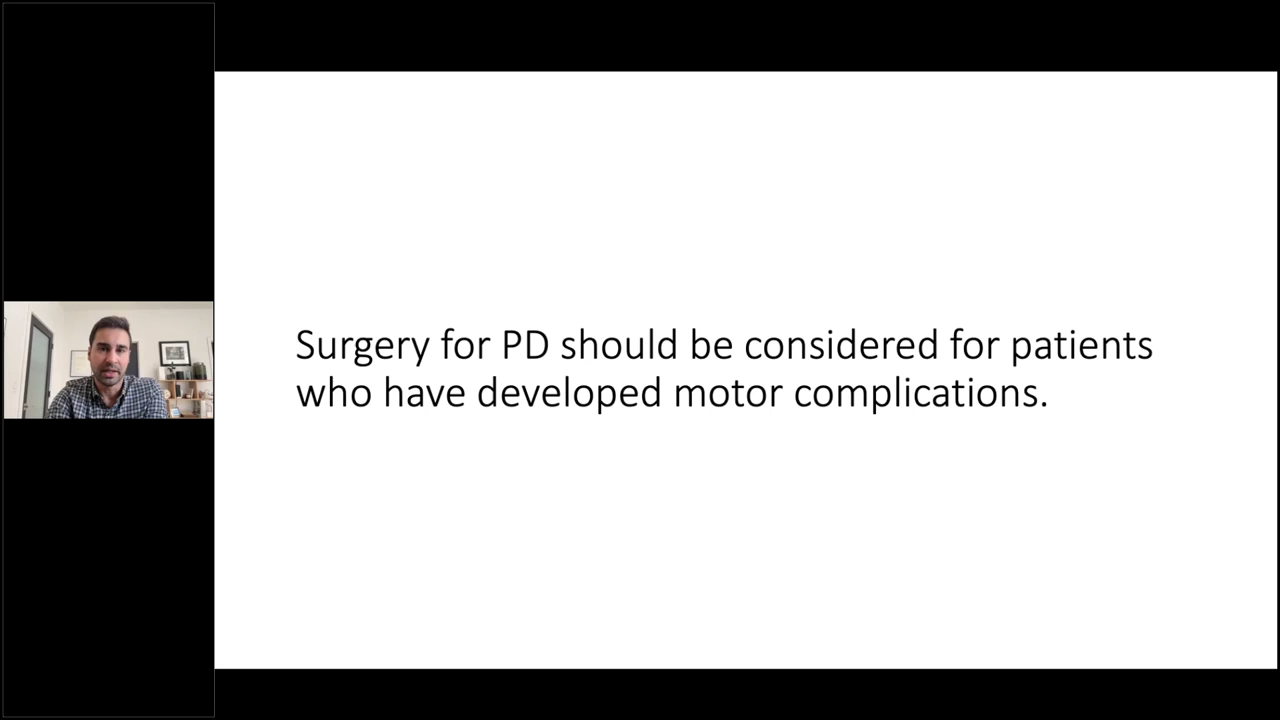 Surgery for PD should be considered for patients
who have developed motor complications.